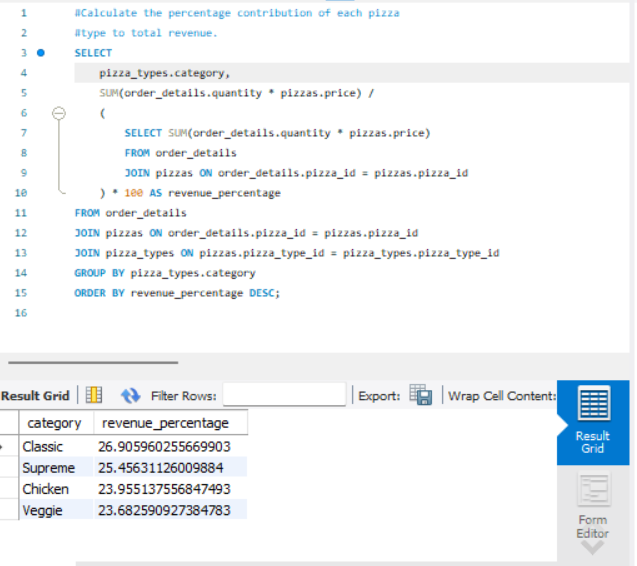 1 #Calculate the percentage contribution of each pizza
2 #type to total revenue.
3 SELECT
4 pizza_types.category,
5 SUM(order_details.quantity * pizzas.price) /
6 (
7 SELECT SUM(order_details.quantity * pizzas.price)
8 FROM order_details
9 JOIN pizzas ON order_details.pizza_id = pizzas.pizza_id
10 ) * 100 AS revenue_percentage
11 FROM order_details
12 JOIN pizzas ON order_details.pizza_id = pizzas.pizza_id
13 JOIN pizza_types ON pizzas.pizza_type_id = pizza_types.pizza_type_id
14 GROUP BY pizza_types.category
15 ORDER BY revenue_percentage DESC;
16
Result Grid Filter Rows: Export: Wrap Cell Content:
category revenue_percentage
Classic 26.905960255669903
Supreme 25.45631126009884
Chicken 23.955137556847493
Veggie 23.682590927384783
Result
Grid
Form
Editor